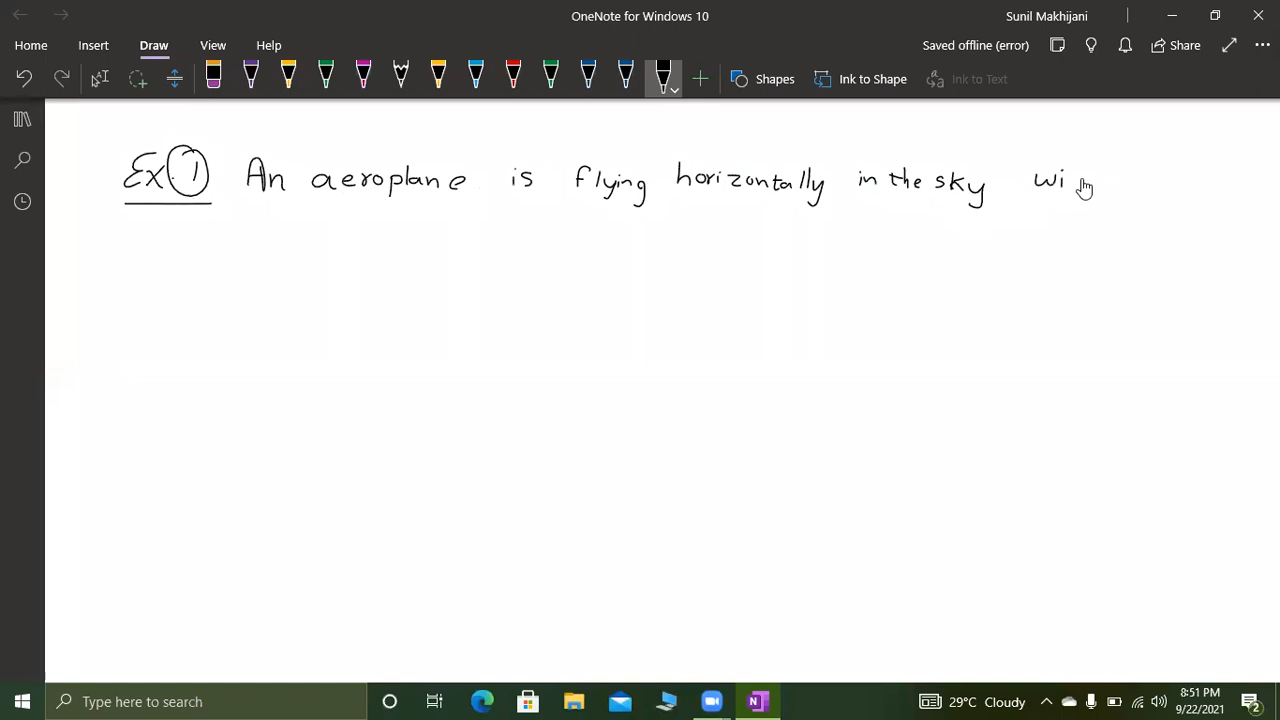 OneNote for Windows 10
Sunil Makhijani
Home Insert Draw View Help
Saved offline (error)
Share
Shapes
Ink to Shape
Ink to Text
Ex. 1 An aeroplane is flying horizontally in the sky wi
Type here to search
N
29°C Cloudy
8:51 PM
9/22/2021
2